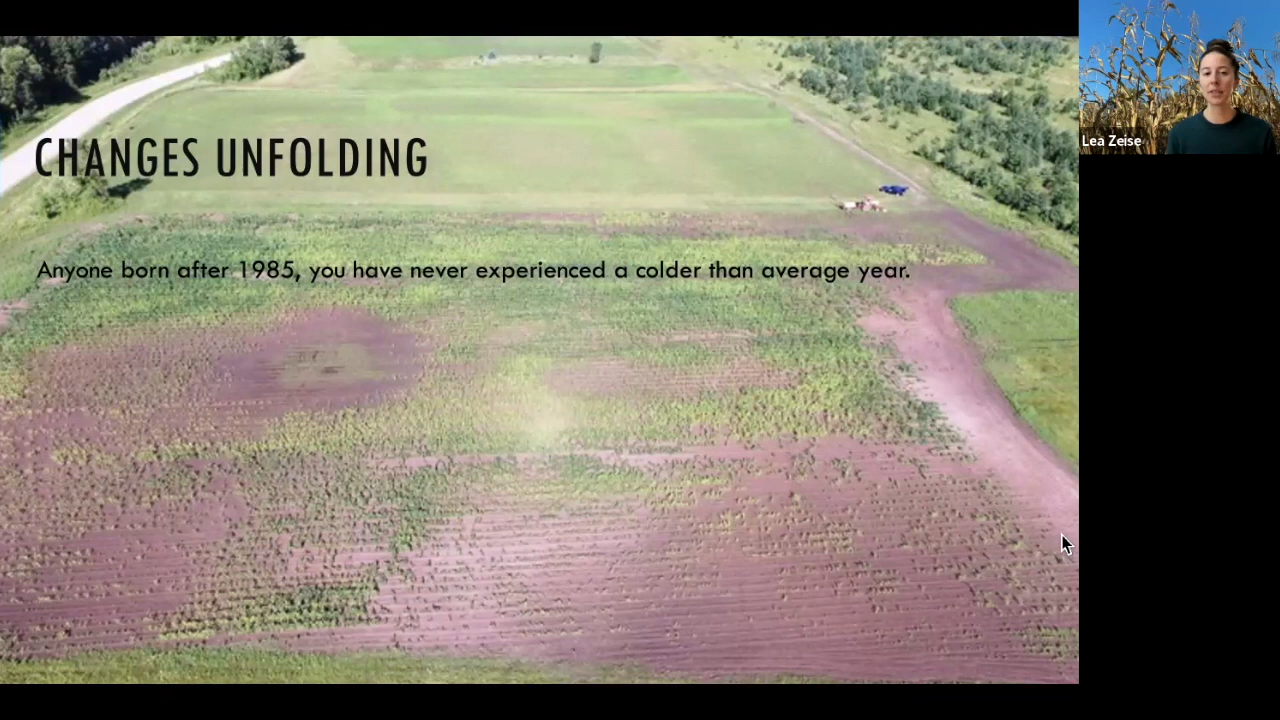 CHANGES UNFOLDING
Anyone born after 1985, you have never experienced a colder than average year.
Lea Zeise